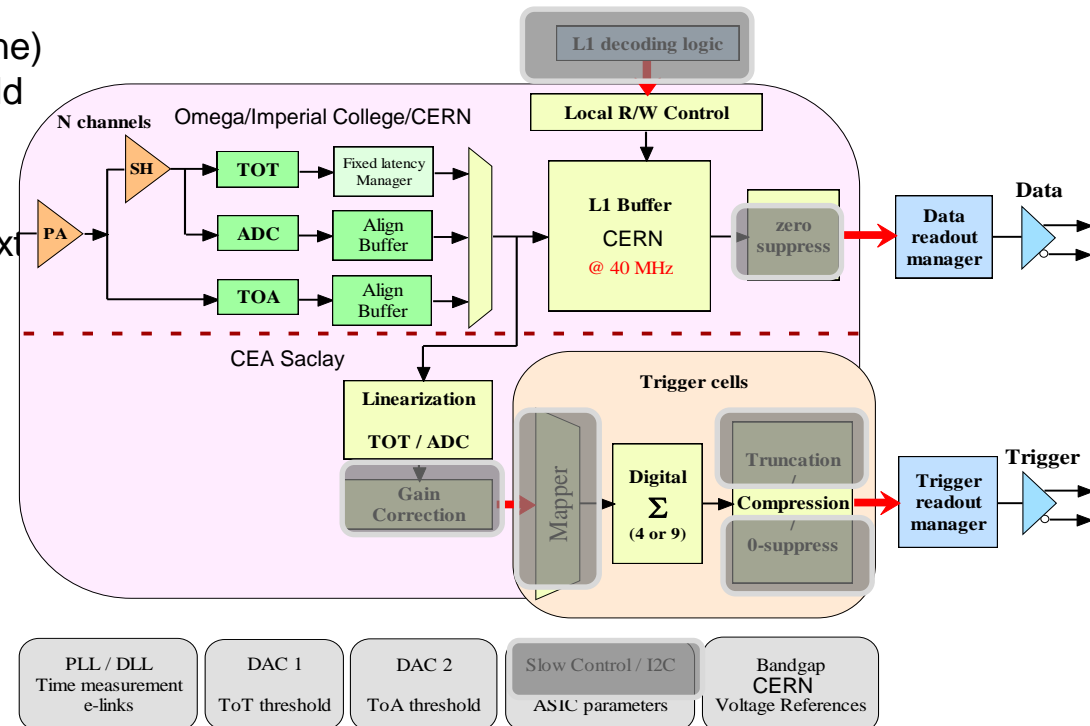 ne)
ld
xt
L1 decoding logic
N channels
Omega/Imperial College/CERN
Local R/W Control
PA
SH
TOT
Fixed latency
Manager
ADC
Align
Buffer
TOA
Align
Buffer
L1 Buffer
CERN
@ 40 MHz
zero
suppress
Data
readout
manager
Data
CEA Saclay
Linearization
TOT / ADC
Gain
Correction
Trigger cells
Mapper
Digital
Σ
(4 or 9)
Truncation
/
Compression
/
0-suppress
Trigger
readout
manager
Trigger
PLL / DLL
Time measurement
e-links
DAC 1
ToT threshold
DAC 2
ToA threshold
Slow Control / I2C
ASIC parameters
Bandgap
CERN
Voltage References